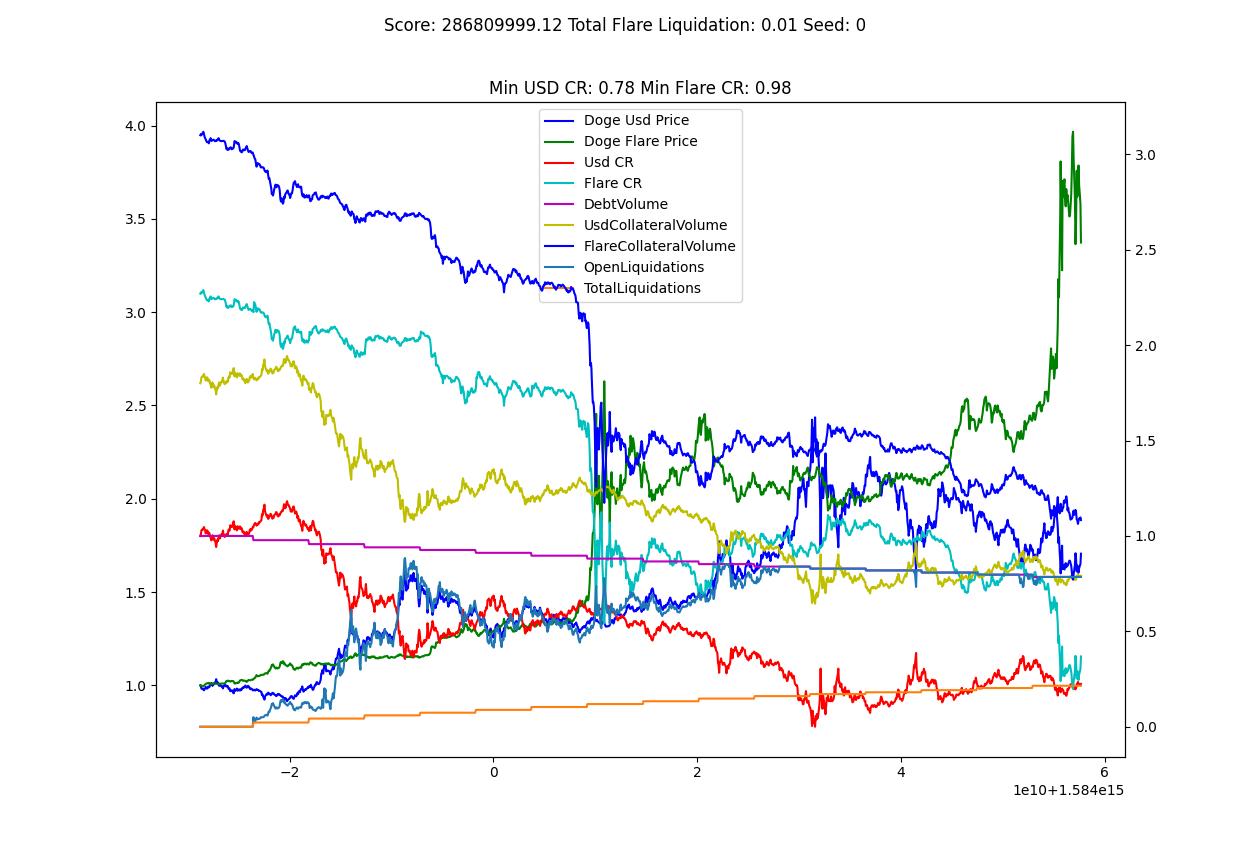 Score: 286809999.12 Total Flare Liquidation: 0.01 Seed: 0
Min USD CR: 0.78 Min Flare CR: 0.98
Doge Usd Price
Doge Flare Price
Usd CR
Flare CR
DebtVolume
UsdCollateralVolume
FlareCollateralVolume
OpenLiquidations
TotalLiquidations
4.0
3.5
3.0
2.5
2.0
1.5
1.0
3.0
2.5
2.0
1.5
1.0
0.5
0.0
−2
0
2
4
6
1e10+1.584e15